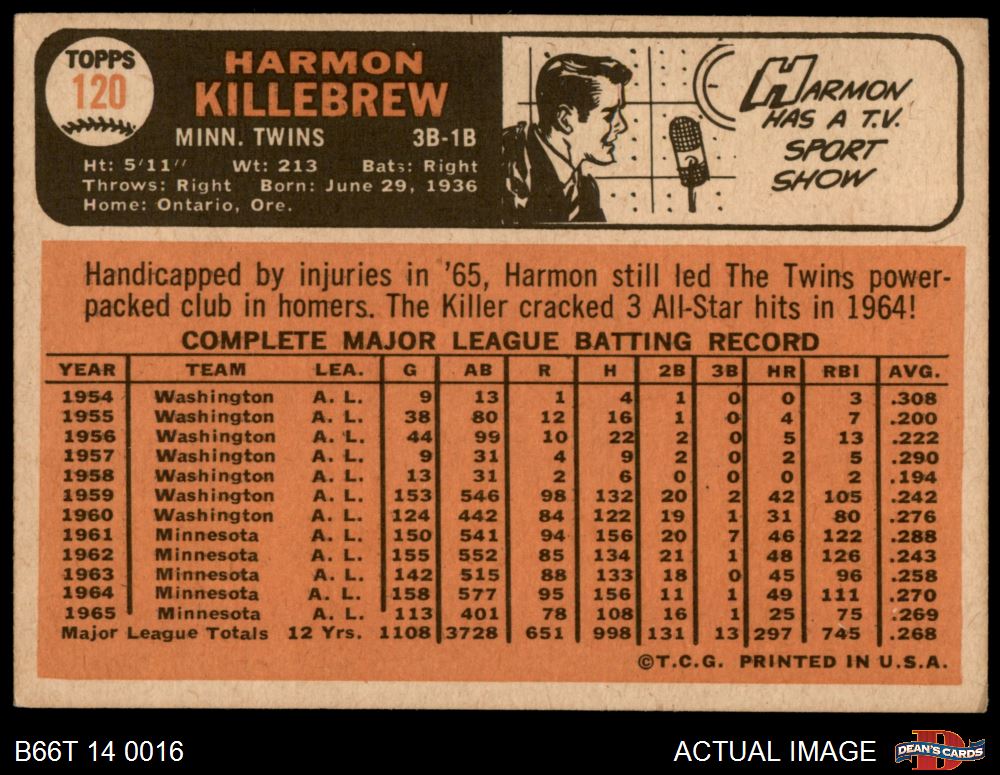 TOPPS
120
HARMON
KILLEBREW
MINN. TWINS 3B-1B
Ht: 5'11" Wt: 213 Bats: Right
Throws: Right Born: June 29, 1936
Home: Ontario, Ore.
HARMON
HAS A T.V.
SPORT
SHOW
Handicapped by injuries in '65, Harmon still led The Twins power-
packed club in homers. The Killer cracked 3 All-Star hits in 1964!
COMPLETE MAJOR LEAGUE BATTING RECORD
YEAR TEAM LEA. G AB R H 2B 3B HR RBI AVG.
1954 Washington A. L. 9 13 1 4 1 0 0 3 .308
1955 Washington A. L. 38 80 12 16 1 0 4 7 .200
1956 Washington A. L. 44 99 10 22 2 0 5 13 .222
1957 Washington A. L. 9 31 4 9 2 0 2 5 .290
1958 Washington A. L. 13 31 2 6 0 0 0 2 .194
1959 Washington A. L. 153 546 98 132 20 2 42 105 .242
1960 Washington A. L. 124 442 84 122 19 1 31 80 .276
1961 Minnesota A. L. 150 541 94 156 20 7 46 122 .288
1962 Minnesota A. L. 155 552 85 134 21 1 48 126 .243
1963 Minnesota A. L. 142 515 88 133 18 0 45 96 .258
1964 Minnesota A. L. 158 577 95 156 11 1 49 111 .270
1965 Minnesota A. L. 113 401 78 108 16 1 25 75 .269
Major League Totals 12 Yrs. 1108 3728 651 998 131 13 297 745 .268
©T.C.G. PRINTED IN U.S.A.
B66T 14 0016
ACTUAL IMAGE
DEAN'S CARDS